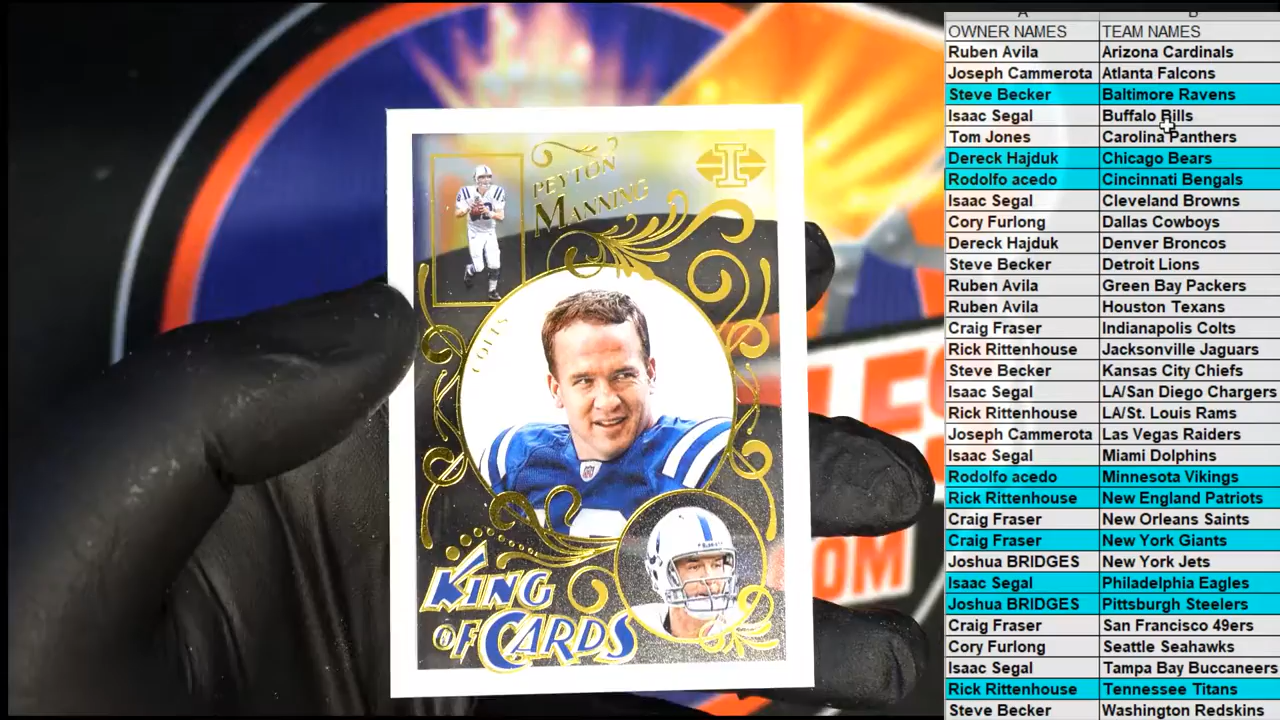 PEYTON
MANNING
I
COLTS
KING
OF CARDS
OM
A B
OWNER NAMES TEAM NAMES
Ruben Avila Arizona Cardinals
Joseph Cammerota Atlanta Falcons
Steve Becker Baltimore Ravens
Isaac Segal Buffalo Bills
Tom Jones Carolina Panthers
Dereck Hajduk Chicago Bears
Rodolfo acedo Cincinnati Bengals
Isaac Segal Cleveland Browns
Cory Furlong Dallas Cowboys
Dereck Hajduk Denver Broncos
Steve Becker Detroit Lions
Ruben Avila Green Bay Packers
Ruben Avila Houston Texans
Craig Fraser Indianapolis Colts
Rick Rittenhouse Jacksonville Jaguars
Steve Becker Kansas City Chiefs
Isaac Segal LA/San Diego Chargers
Rick Rittenhouse LA/St. Louis Rams
Joseph Cammerota Las Vegas Raiders
Isaac Segal Miami Dolphins
Rodolfo acedo Minnesota Vikings
Rick Rittenhouse New England Patriots
Craig Fraser New Orleans Saints
Craig Fraser New York Giants
Joshua BRIDGES New York Jets
Isaac Segal Philadelphia Eagles
Joshua BRIDGES Pittsburgh Steelers
Craig Fraser San Francisco 49ers
Cory Furlong Seattle Seahawks
Isaac Segal Tampa Bay Buccaneers
Rick Rittenhouse Tennessee Titans
Steve Becker Washington Redskins